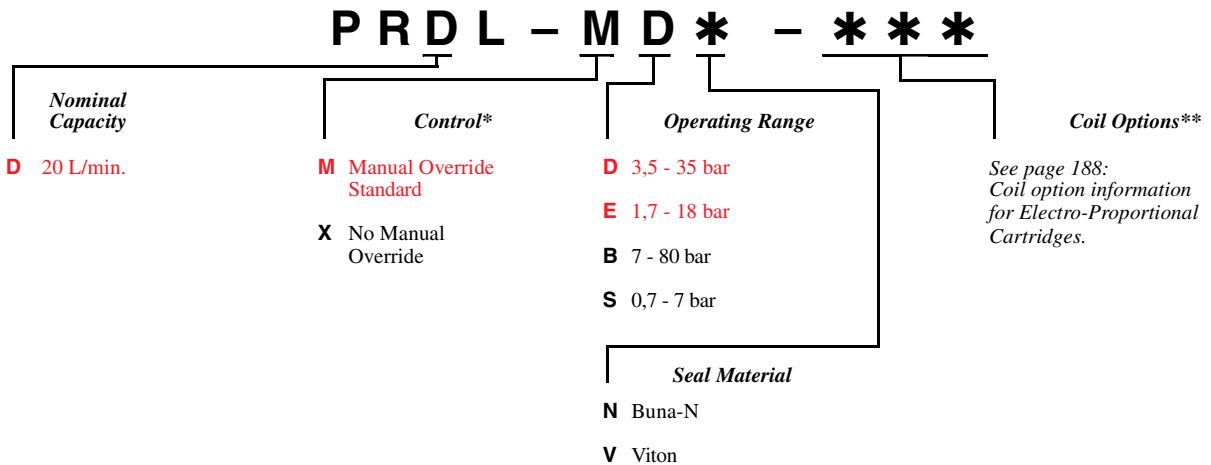 P R D L – M D ✱ – ✱ ✱ ✱
Nominal
Capacity
D 20 L/min.
Control*
M Manual Override
Standard
X No Manual
Override
Operating Range
D 3,5 - 35 bar
E 1,7 - 18 bar
B 7 - 80 bar
S 0,7 - 7 bar
Seal Material
N Buna-N
V Viton
Coil Options**
See page 188:
Coil option information
for Electro-Proportional
Cartridges.